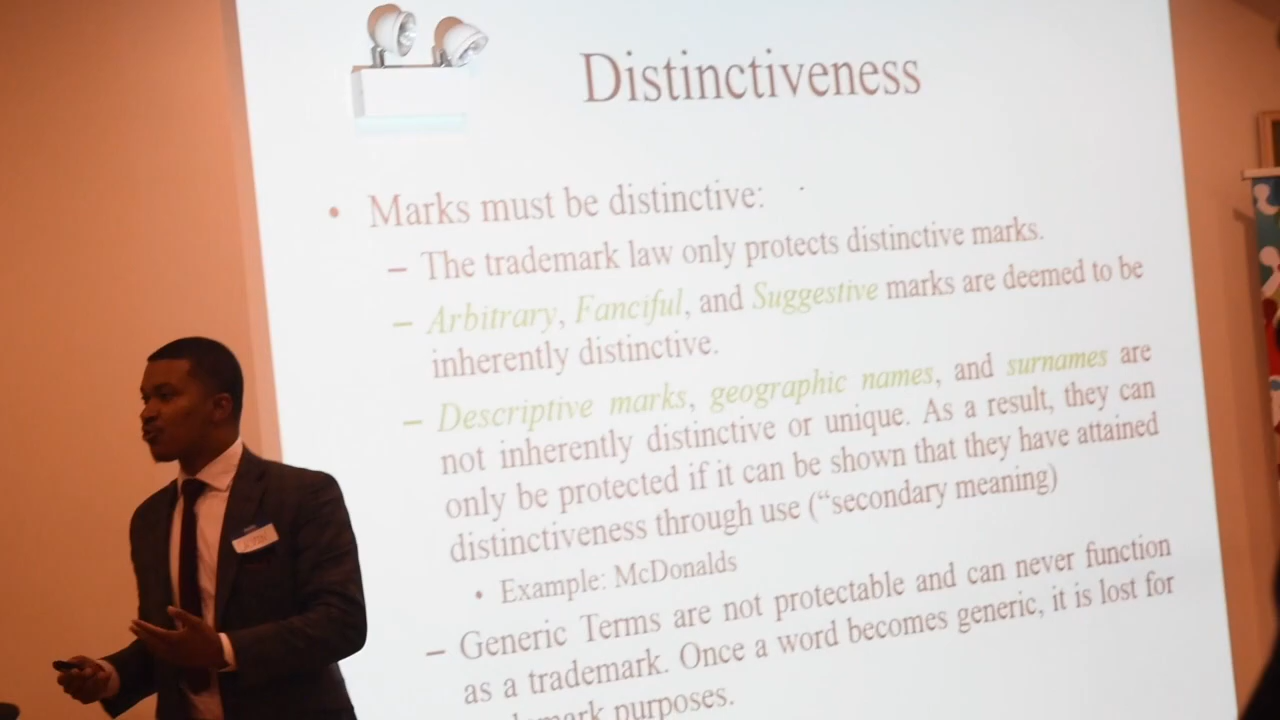 Distinctiveness
• Marks must be distinctive:
– The trademark law only protects distinctive marks.
– Arbitrary, Fanciful, and Suggestive marks are deemed to be
inherently distinctive.
– Descriptive marks, geographic names, and surnames are
not inherently distinctive or unique. As a result, they can
only be protected if it can be shown that they have attained
distinctiveness through use (“secondary meaning)
• Example: McDonalds
– Generic Terms are not protectable and can never function
as a trademark. Once a word becomes generic, it is lost for
purposes.